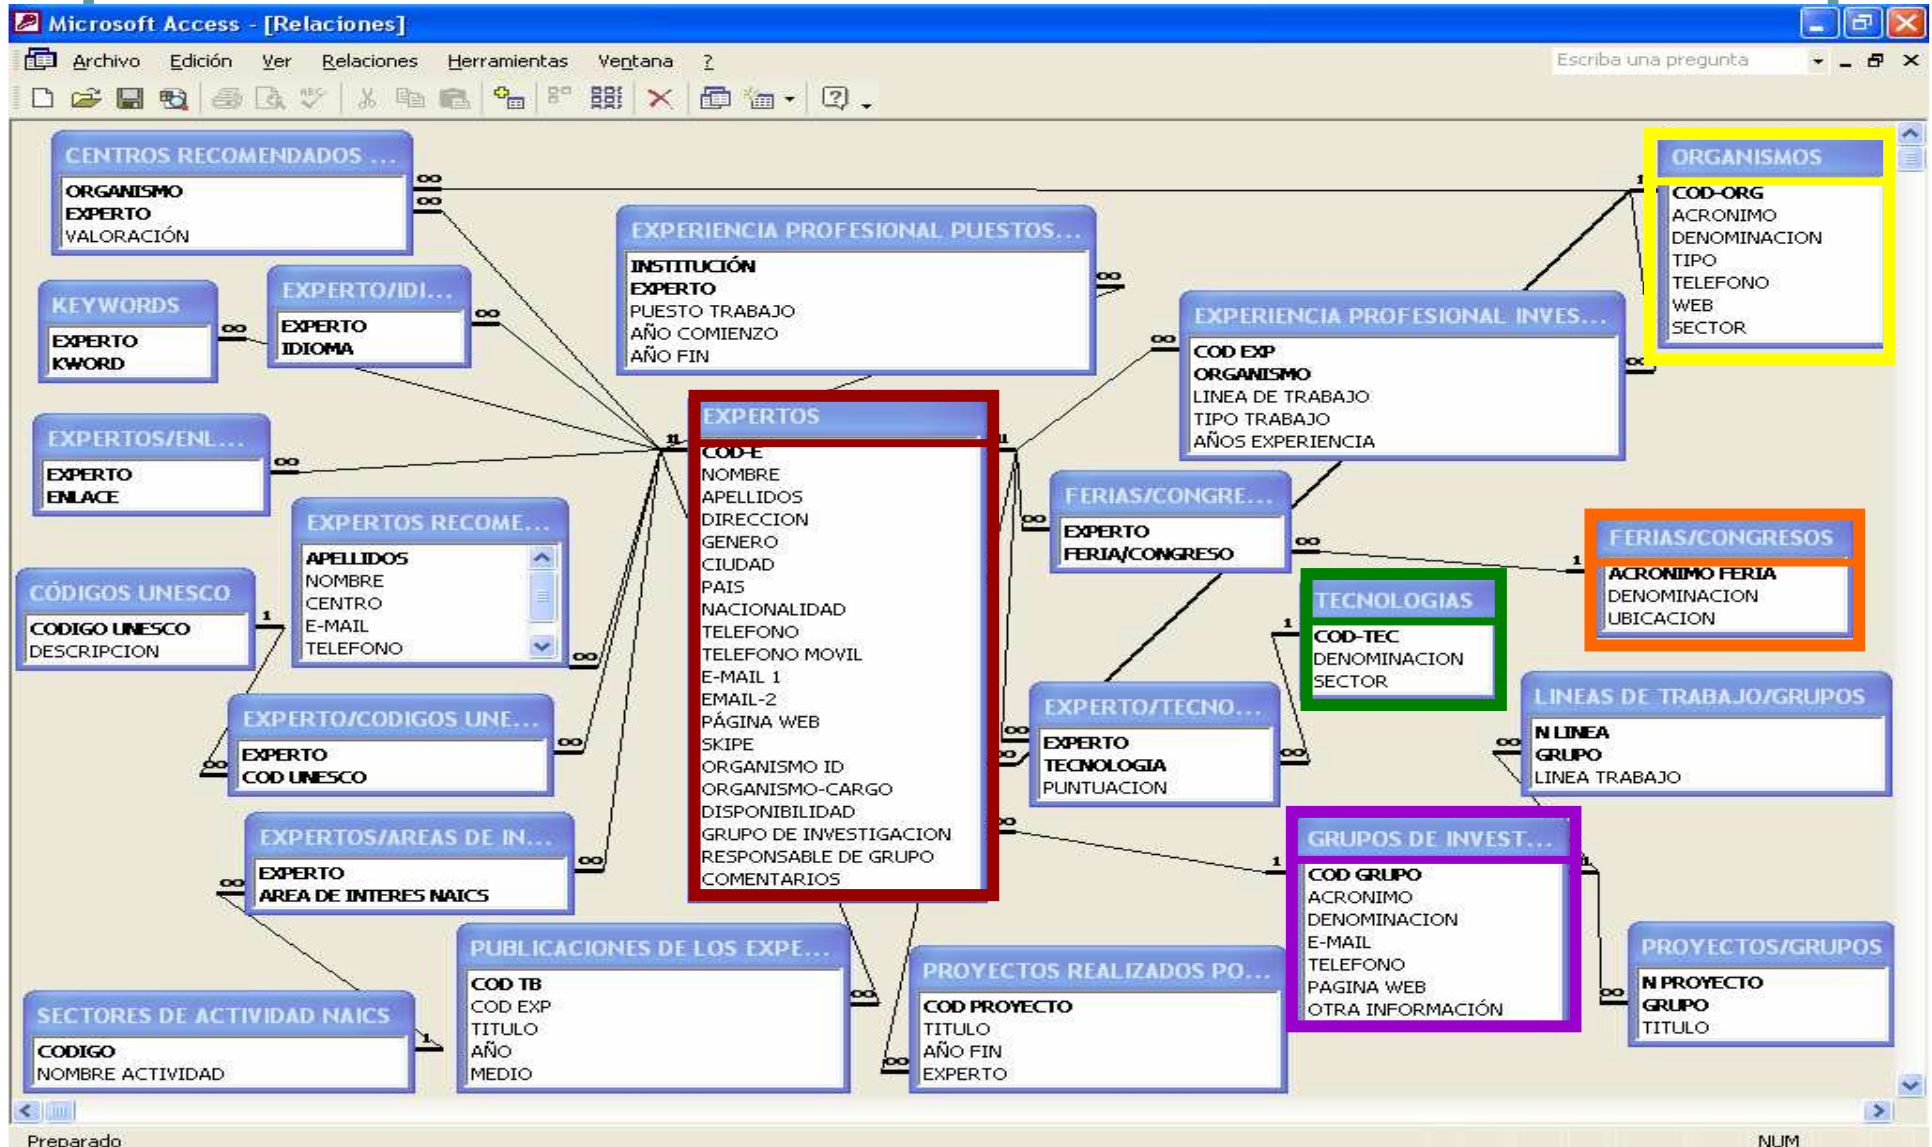 Microsoft Access - [Relaciones]
Archivo Edición Ver Relaciones Herramientas Ventana ?
Escriba una pregunta
CENTROS RECOMENDADOS ...
ORGANISMO
EXPERTO
VALORACIÓN
KEYWORDS
EXPERTO
KWORD
EXPERTO/IDI...
EXPERTO
IDIOMA
EXPERIENCIA PROFESIONAL PUESTOS...
INSTITUCIÓN
EXPERTO
PUESTO TRABAJO
AÑO COMIENZO
AÑO FIN
EXPERIENCIA PROFESIONAL INVES...
COD EXP
ORGANISMO
LINEA DE TRABAJO
TIPO TRABAJO
AÑOS EXPERIENCIA
ORGANISMOS
COD-ORG
ACRONIMO
DENOMINACION
TIPO
TELEFONO
WEB
SECTOR
EXPERTOS/ENL...
EXPERTO
ENLACE
EXPERTOS RECOME...
APELLIDOS
NOMBRE
CENTRO
E-MAIL
TELEFONO
EXPERTOS
COD-E
NOMBRE
APELLIDOS
DIRECCION
GENERO
CIUDAD
PAIS
NACIONALIDAD
TELEFONO
TELEFONO MOVIL
E-MAIL 1
EMAIL-2
PÁGINA WEB
SKIPE
ORGANISMO ID
ORGANISMO-CARGO
DISPONIBILIDAD
GRUPO DE INVESTIGACION
RESPONSABLE DE GRUPO
COMENTARIOS
FERIAS/CONGRE...
EXPERTO
FERIA/CONGRESO
FERIAS/CONGRESOS
ACRONIMO FERIA
DENOMINACION
UBICACION
CÓDIGOS UNESCO
CODIGO UNESCO
DESCRIPCION
TECNOLOGIAS
COD-TEC
DENOMINACION
SECTOR
EXPERTO/CODIGOS UNE...
EXPERTO
COD UNESCO
EXPERTO/TECNO...
EXPERTO
TECNOLOGIA
PUNTUACION
LINEAS DE TRABAJO/GRUPOS
N LINEA
GRUPO
LINEA TRABAJO
EXPERTOS/AREAS DE IN...
EXPERTO
AREA DE INTERES NAICS
GRUPOS DE INVEST...
COD GRUPO
ACRONIMO
DENOMINACION
E-MAIL
TELEFONO
PAGINA WEB
OTRA INFORMACIÓN
SECTORES DE ACTIVIDAD NAICS
CODIGO
NOMBRE ACTIVIDAD
PUBLICACIONES DE LOS EXPE...
COD TB
COD EXP
TITULO
AÑO
MEDIO
PROYECTOS REALIZADOS PO...
COD PROYECTO
TITULO
AÑO FIN
EXPERTO
PROYECTOS/GRUPOS
N PROYECTO
GRUPO
TITULO
Preparado
NUM